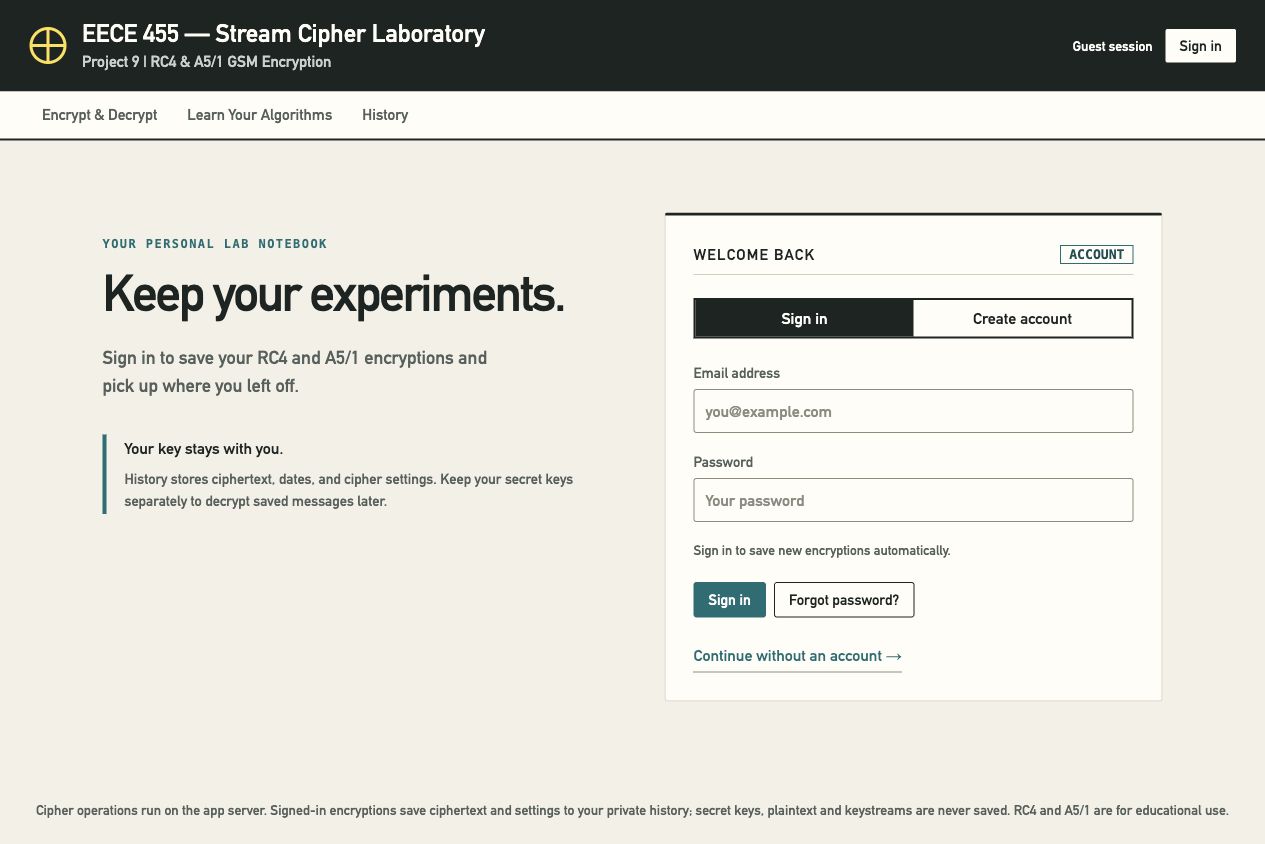 EECE 455 — Stream Cipher Laboratory
Project 9 | RC4 & A5/1 GSM Encryption
Guest session
Sign in
Encrypt & Decrypt
Learn Your Algorithms
History
YOUR PERSONAL LAB NOTEBOOK
Keep your experiments.
Sign in to save your RC4 and A5/1 encryptions and
pick up where you left off.
Your key stays with you.
History stores ciphertext, dates, and cipher settings. Keep your secret keys
separately to decrypt saved messages later.
WELCOME BACK
ACCOUNT
Sign in
Create account
Email address
you@example.com
Password
Your password
Sign in to save new encryptions automatically.
Sign in
Forgot password?
Continue without an account →
Cipher operations run on the app server. Signed-in encryptions save ciphertext and settings to your private history; secret keys, plaintext and keystreams are never saved. RC4 and A5/1 are for educational use.